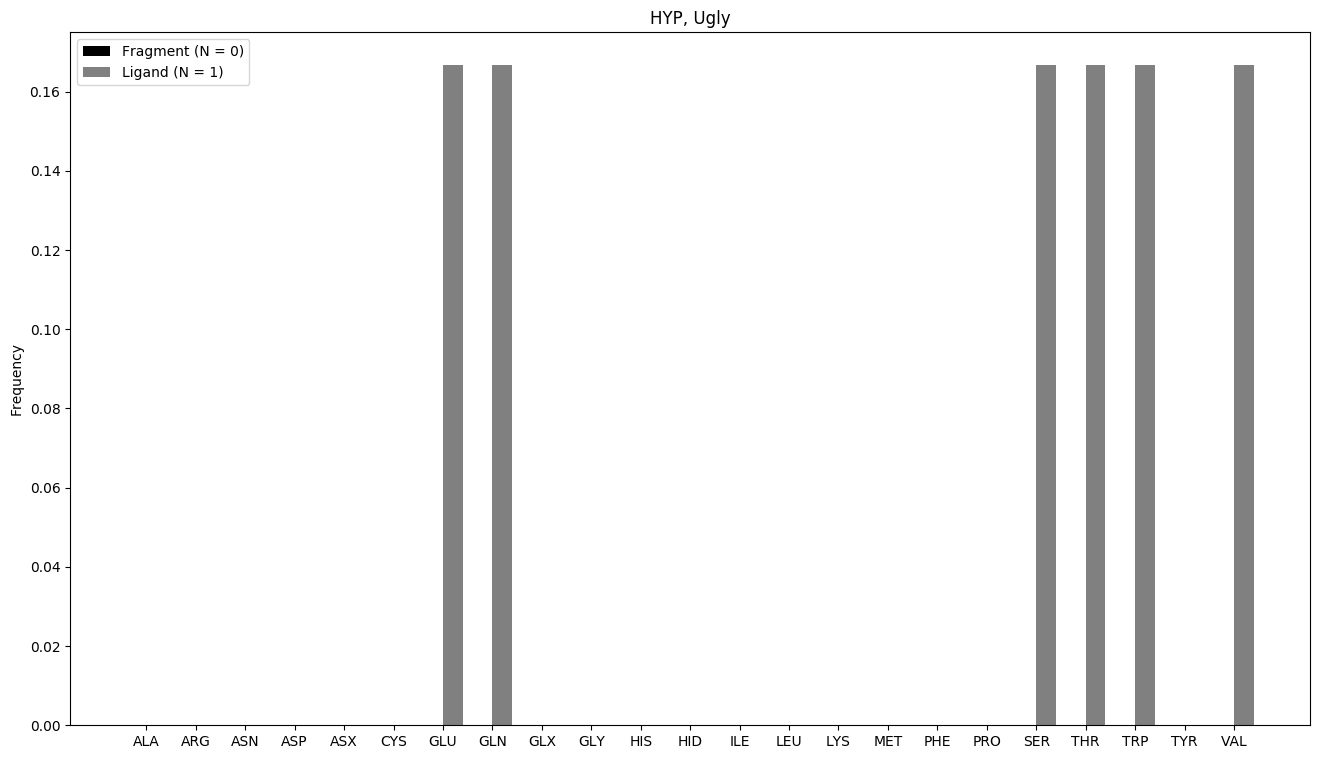 HYP, Ugly
Fragment (N = 0)
Ligand (N = 1)
Frequency
0.16
0.14
0.12
0.10
0.08
0.06
0.04
0.02
0.00
ALA ARG ASN ASP ASX CYS GLU GLN GLX GLY HIS HID ILE LEU LYS MET PHE PRO SER THR TRP TYR VAL